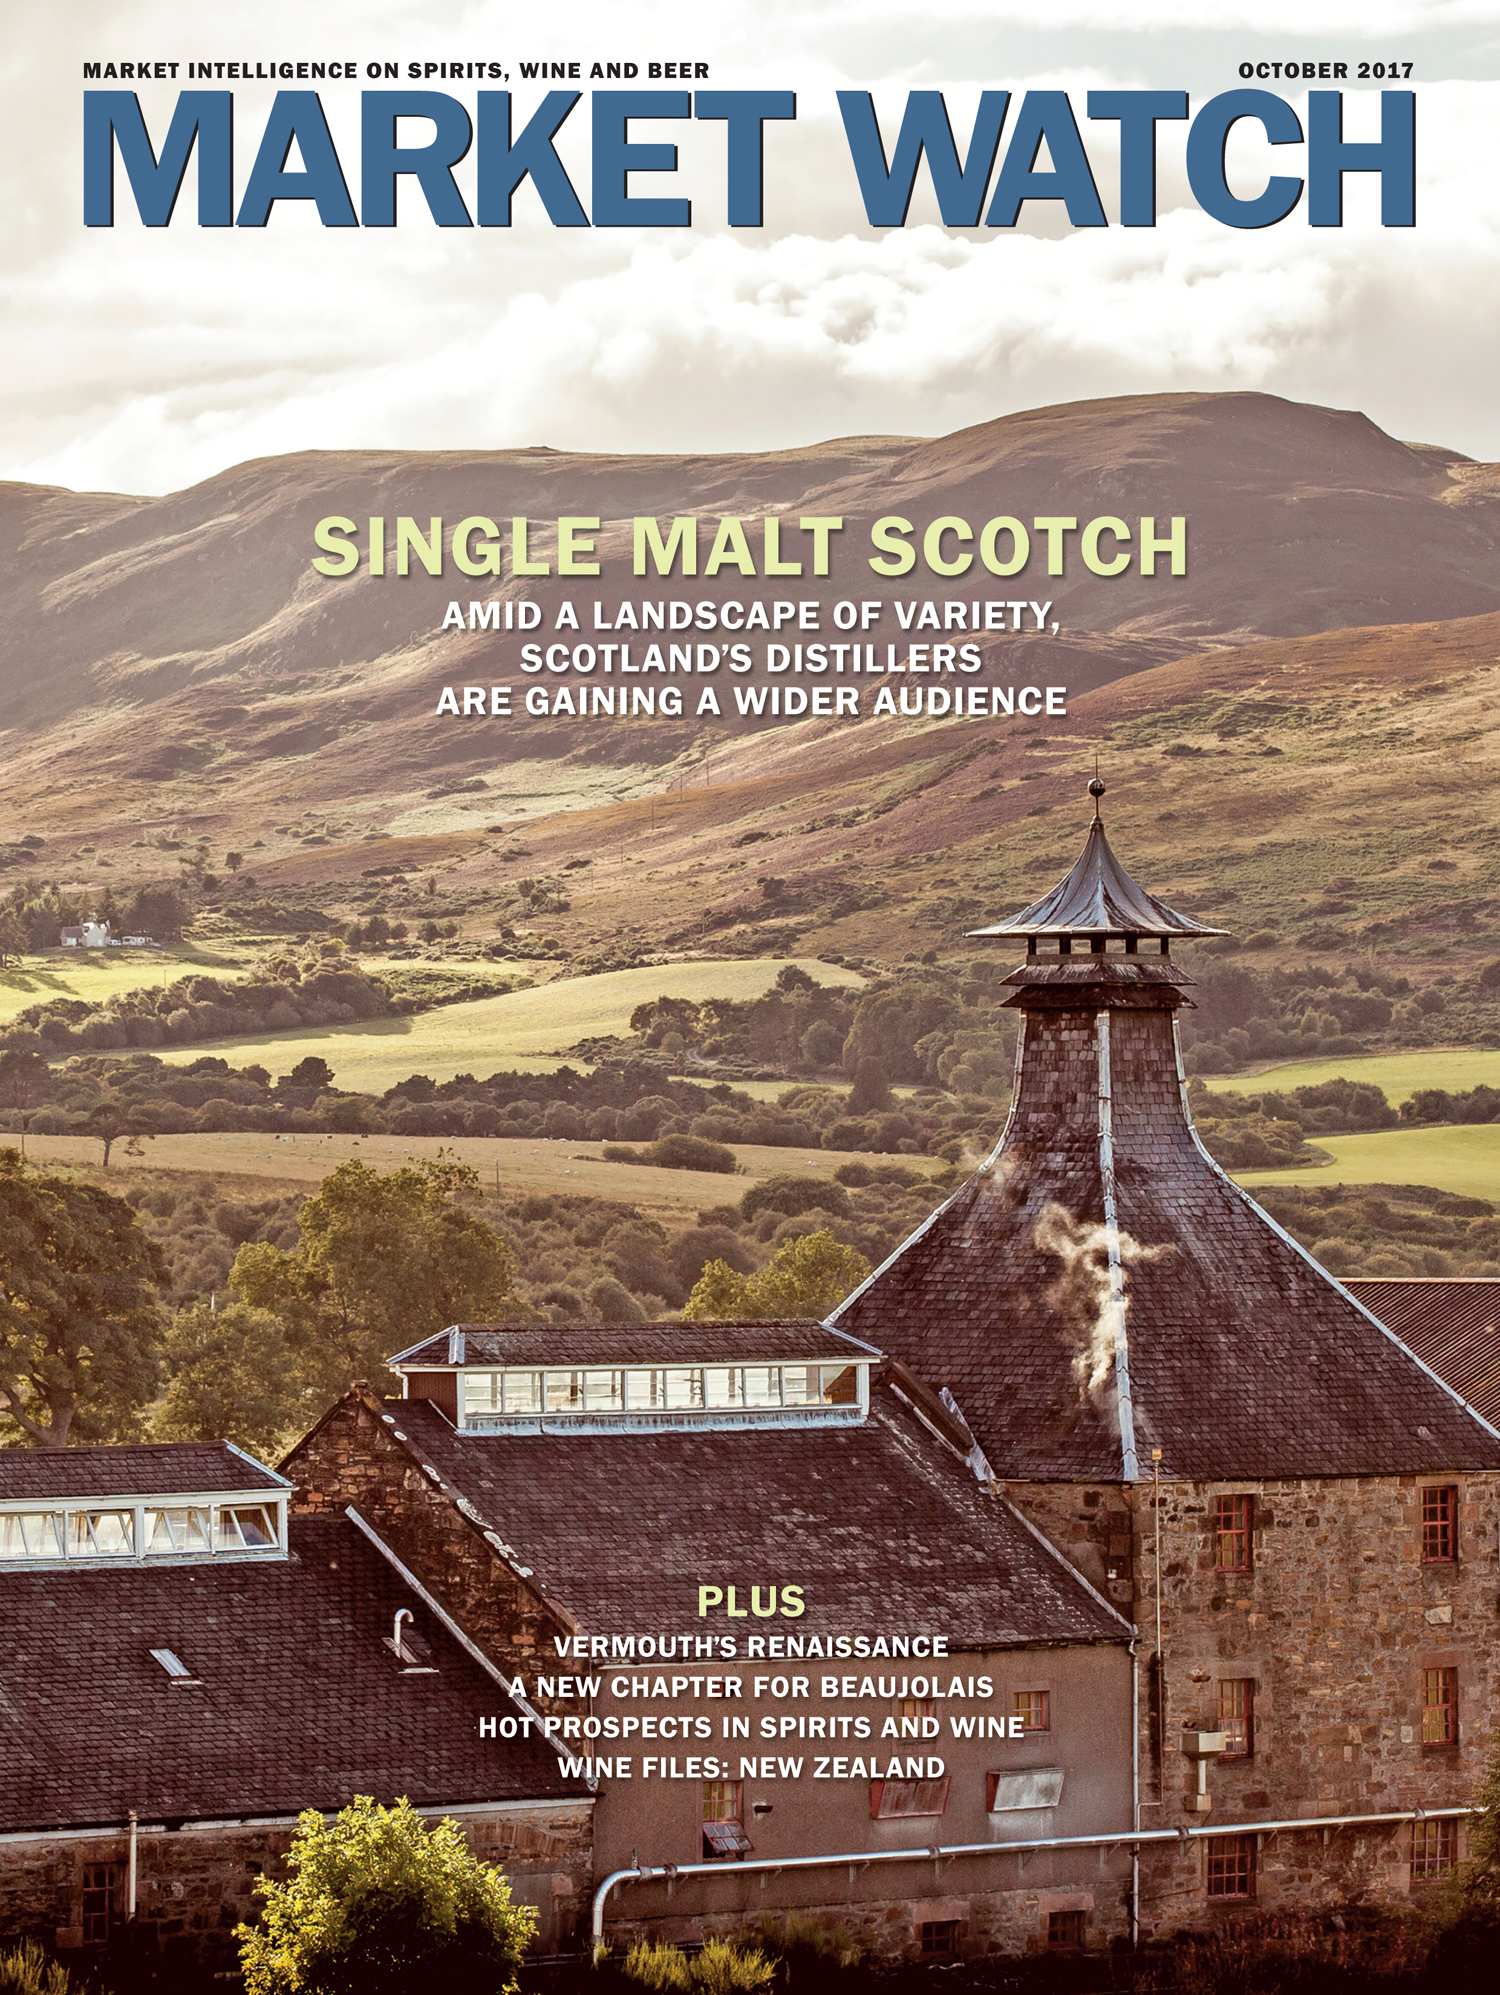 MARKET INTELLIGENCE ON SPIRITS, WINE AND BEER
OCTOBER 2017
MARKET WATCH
SINGLE MALT SCOTCH
AMID A LANDSCAPE OF VARIETY,
SCOTLAND'S DISTILLERS
ARE GAINING A WIDER AUDIENCE
PLUS
VERMOUTH'S RENAISSANCE
A NEW CHAPTER FOR BEAUJOLAIS
HOT PROSPECTS IN SPIRITS AND WINE
WINE FILES: NEW ZEALAND